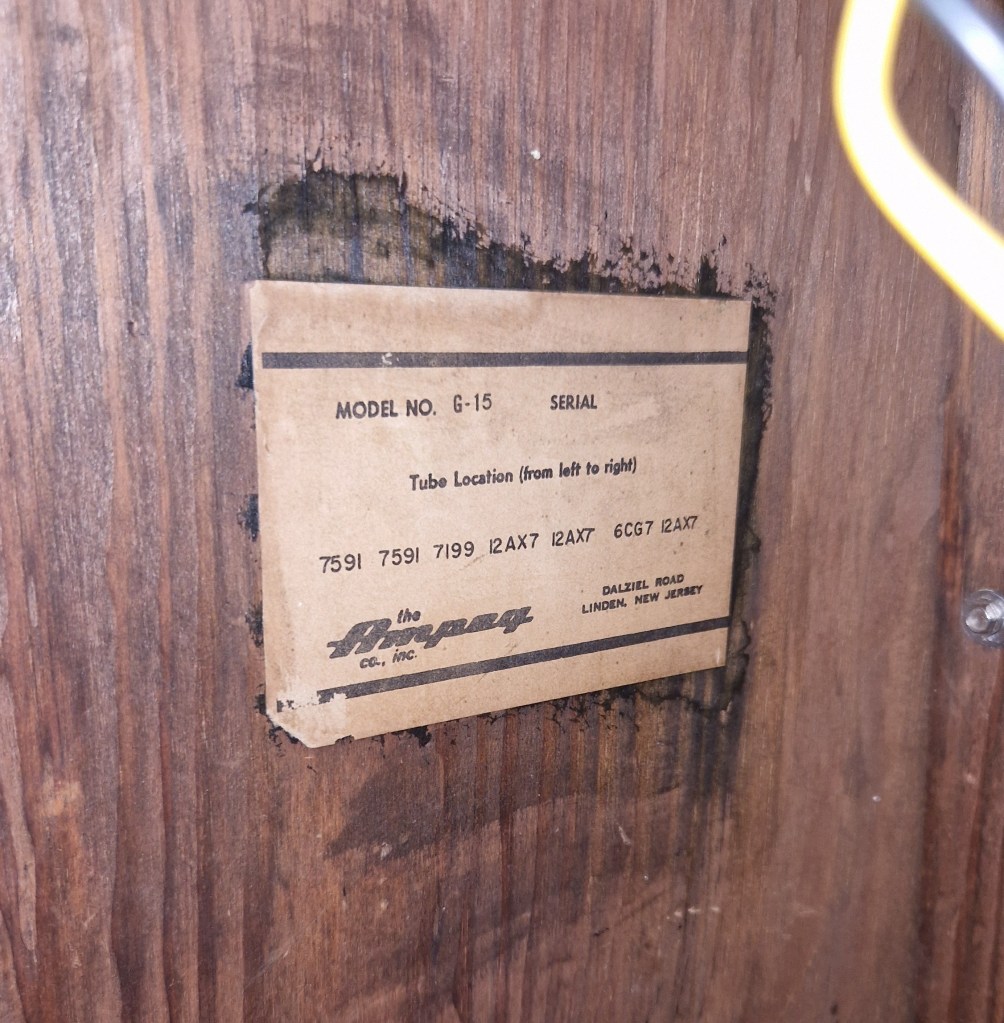 MODEL NO. G-15 SERIAL
Tube Location (from left to right)
7591 7591 7199 12AX7 12AX7 6CG7 12AX7
the
Ampeg
co., inc.
DALZIEL ROAD
LINDEN, NEW JERSEY